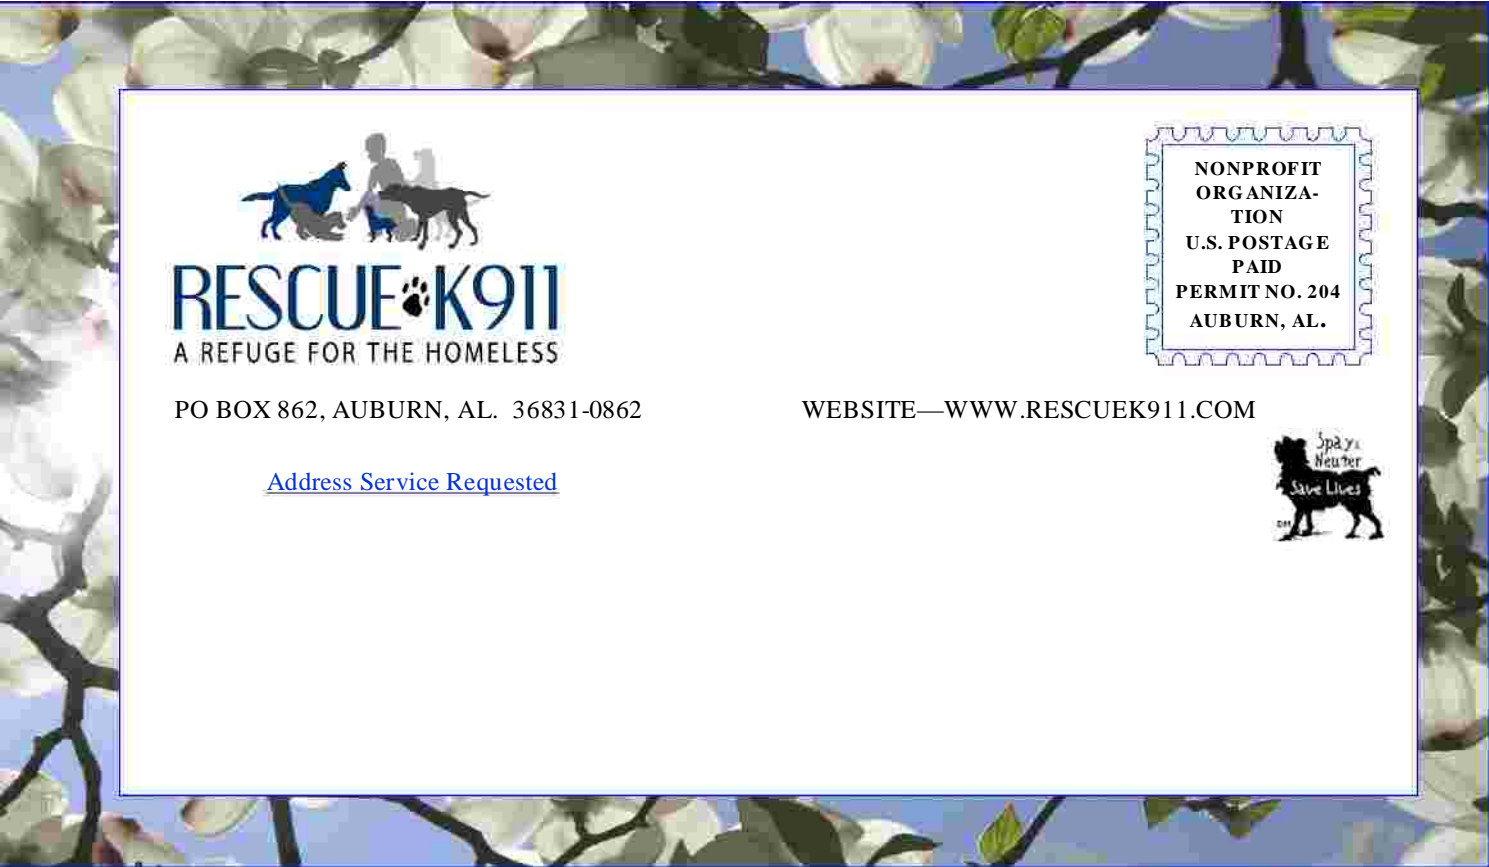 NONPROFIT
ORGANIZA-
TION
U.S. POSTAGE
PAID
PERMIT NO. 204
AUBURN, AL.
RESCUE K911
A REFUGE FOR THE HOMELESS
PO BOX 862, AUBURN, AL. 36831-0862
WEBSITE—WWW.RESCUEK911.COM
Spay &
Neuter
Save Lives
Address Service Requested